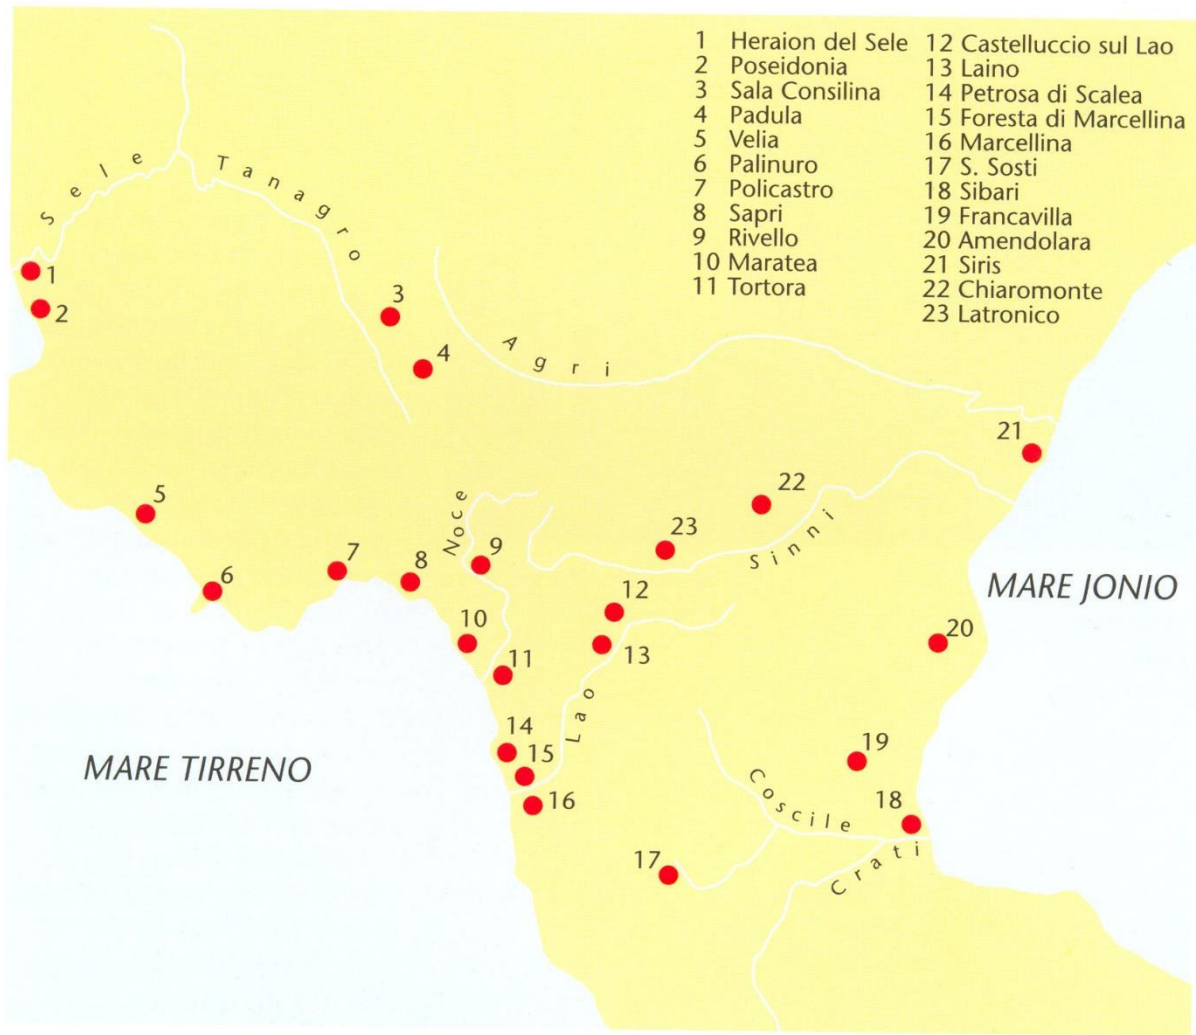 1 Heraion del Sele
2 Poseidonia
3 Sala Consilina
4 Padula
5 Velia
6 Palinuro
7 Policastro
8 Sapri
9 Rivello
10 Maratea
11 Tortora
12 Castelluccio sul Lao
13 Laino
14 Petrosa di Scalea
15 Foresta di Marcellina
16 Marcellina
17 S. Sosti
18 Sibari
19 Francavilla
20 Amendolara
21 Siris
22 Chiaromonte
23 Latronico
Sele
Tanagro
1
2
3
4
Agri
21
5
Noce
22
23
Sinni
6
7
8
9
MARE JONIO
12
10
20
11
13
Lao
14
15
MARE TIRRENO
16
19
Coscile
18
17
Crati